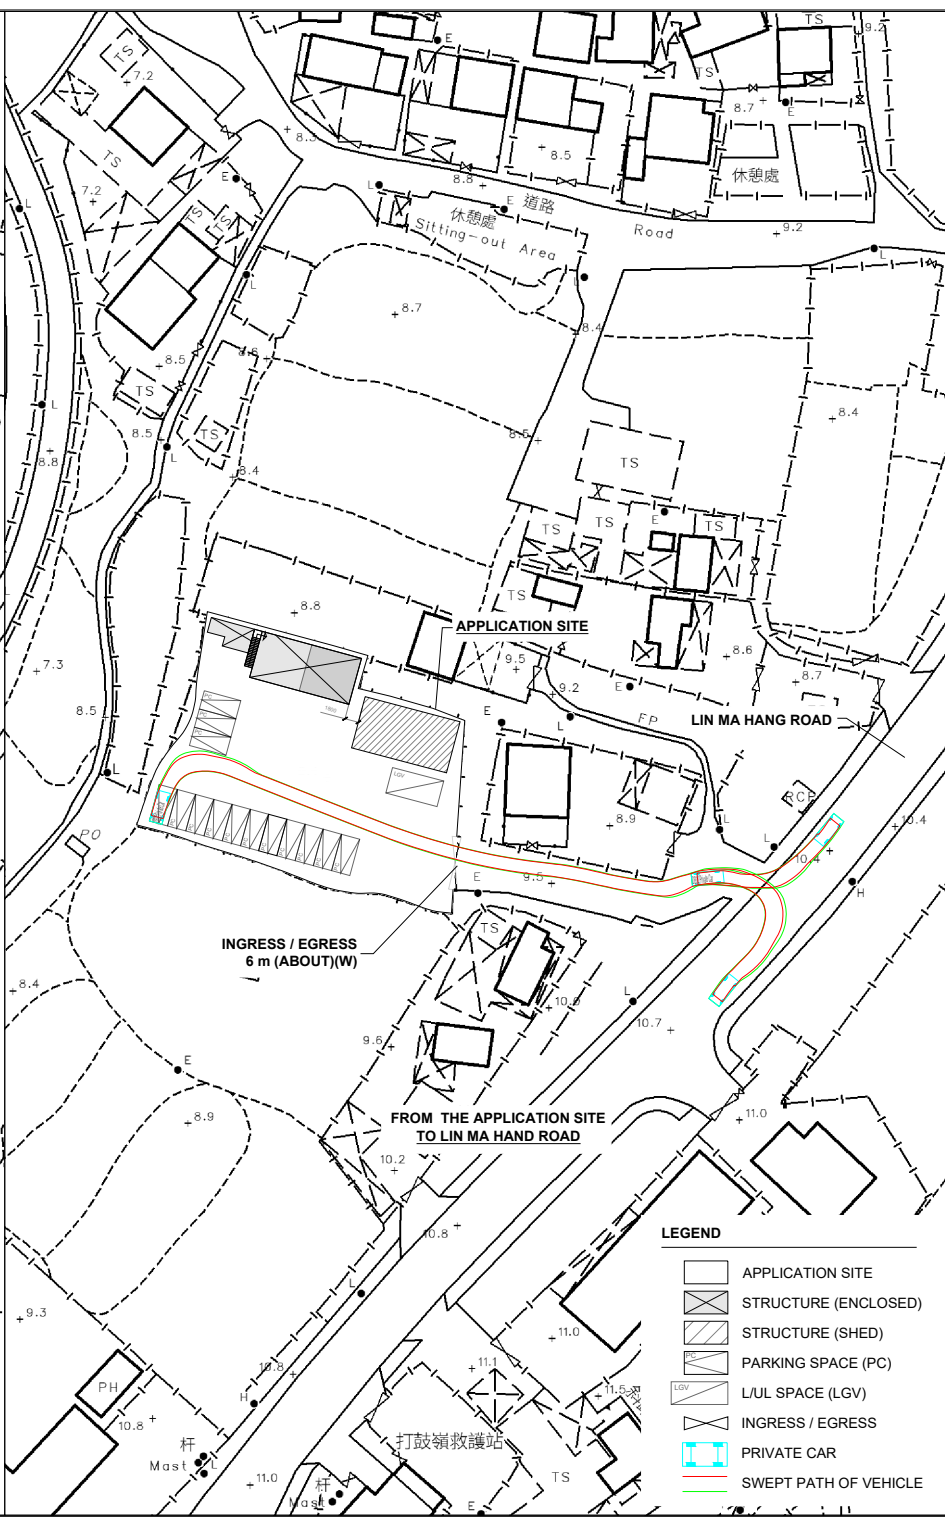 TS
9.2
E
TS
7.2
TS
8.7
E
8.3
TS
8.5
休憩處
8.8
7.2
E
L
L
E
道路
Road
休憩處
Sitting-out Area
9.2
L
L
L
8.7
8.4
8.5
8.8
TS
L
8.4
8.5
TS
L
8.8
8.5
TS
8.4
E
TS
TS
TS
TS
8.8
APPLICATION SITE
9.5
8.6
7.3
9.2
E
8.7
8.5
E
L
FP
LIN MA HANG ROAD
LGV
L
RCP
PO
8.9
L
L
10.4
10.4
9.5
E
H
INGRESS / EGRESS
6 m (ABOUT)(W)
TS
8.4
L
10.7
9.6
E
8.9
11.0
FROM THE APPLICATION SITE
TO LIN MA HAND ROAD
10.2
10.8
L
9.3
11.0
10.8
11.1
11.5
PH
H
10.8
杆
Mast
L
打鼓嶺救護站
TS
11.0
杆
Mast
E
LEGEND
APPLICATION SITE
STRUCTURE (ENCLOSED)
STRUCTURE (SHED)
PC
PARKING SPACE (PC)
LGV
L/UL SPACE (LGV)
INGRESS / EGRESS
PRIVATE CAR
SWEPT PATH OF VEHICLE